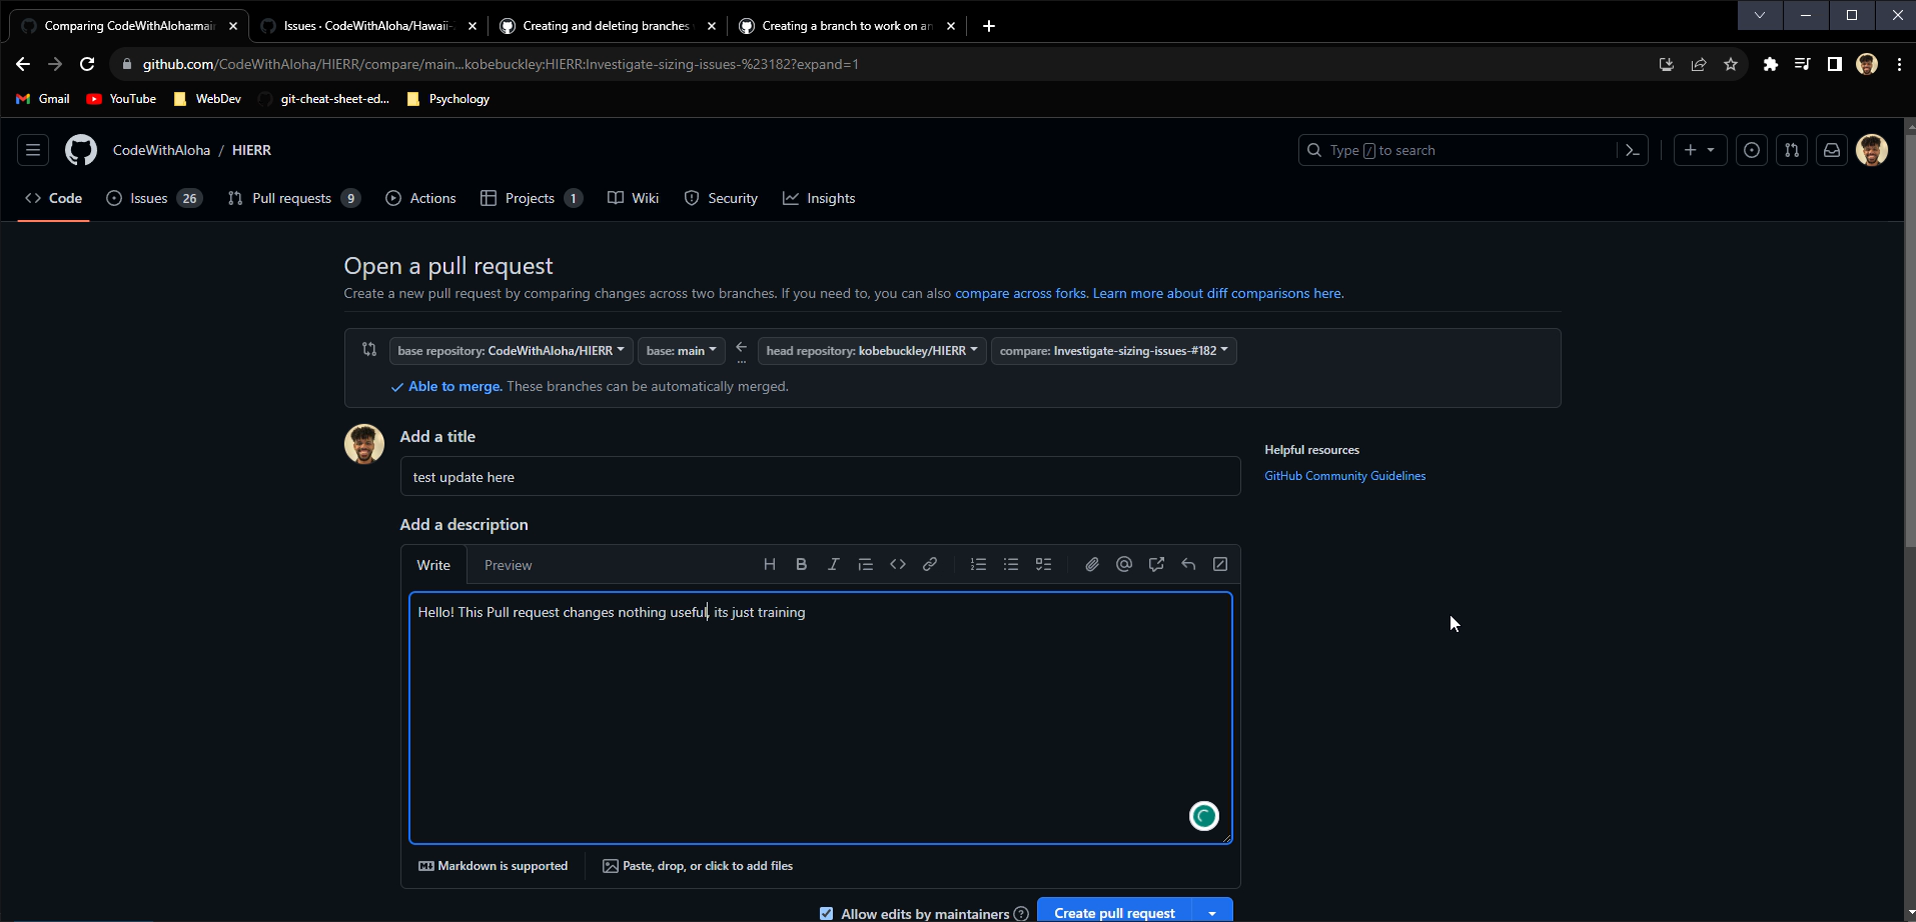 Comparing CodeWithAloha:mai
Issues · CodeWithAloha/Hawaii-
Creating and deleting branches
Creating a branch to work on an
github.com/CodeWithAloha/HIERR/compare/main...kobebuckley:HIERR:Investigate-sizing-issues-%23182?expand=1
Gmail YouTube WebDev git-cheat-sheet-ed... Psychology
CodeWithAloha / HIERR
Type / to search
Code Issues 26 Pull requests 9 Actions Projects 1 Wiki Security Insights
Open a pull request
Create a new pull request by comparing changes across two branches. If you need to, you can also compare across forks. Learn more about diff comparisons here.
base repository: CodeWithAloha/HIERR base: main ← ... head repository: kobebuckley/HIERR compare: Investigate-sizing-issues-#182
✓ Able to merge. These branches can be automatically merged.
Add a title
Helpful resources
test update here
GitHub Community Guidelines
Add a description
Write Preview H B I
Hello! This Pull request changes nothing useful, its just training
Markdown is supported Paste, drop, or click to add files
Allow edits by maintainers ? Create pull request